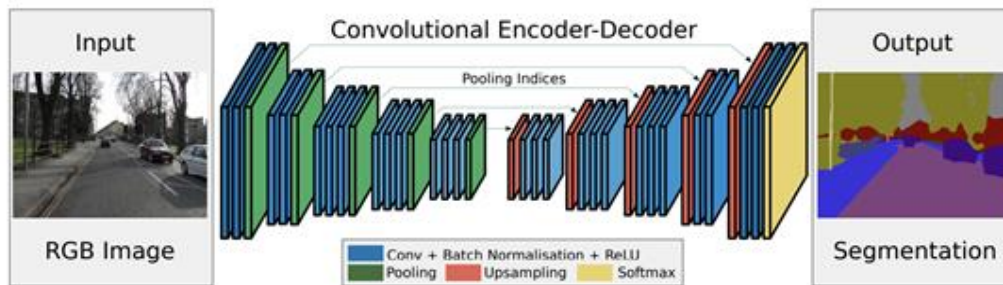 Input
RGB Image
Convolutional Encoder-Decoder
Pooling Indices
Conv + Batch Normalisation + ReLU
Pooling Upsampling Softmax
Output
Segmentation